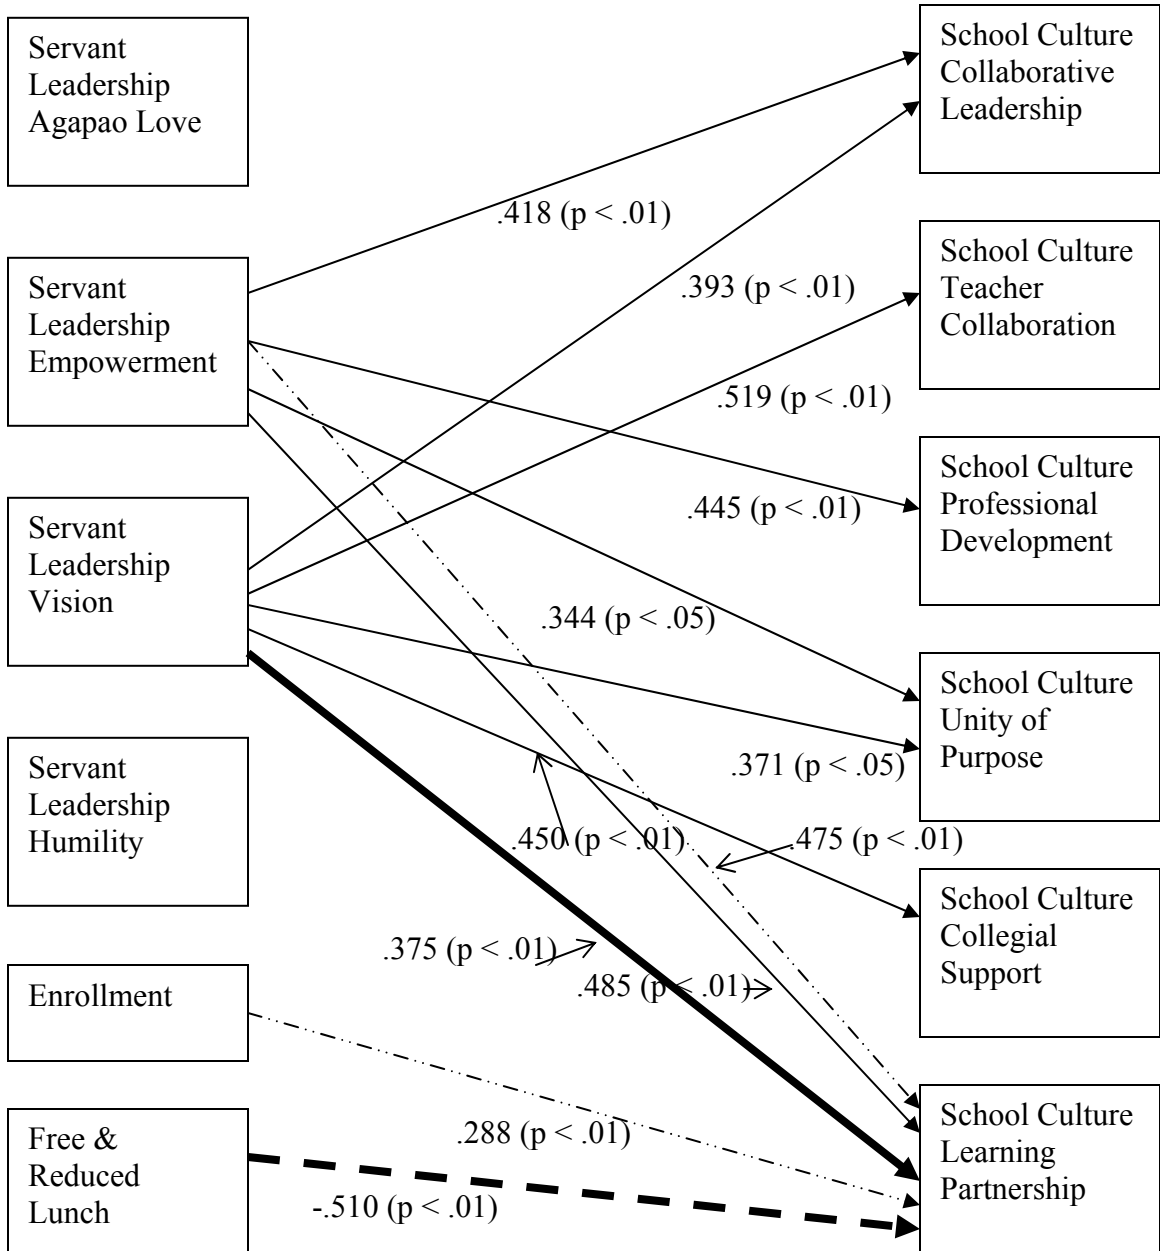 Servant
Leadership
Agapao Love
Servant
Leadership
Empowerment
Servant
Leadership
Vision
Servant
Leadership
Humility
Enrollment
Free &
Reduced
Lunch
.418 (p < .01)
.393 (p < .01)
.519 (p < .01)
.445 (p < .01)
.344 (p < .05)
.371 (p < .05)
.450 (p < .01)
.475 (p < .01)
.375 (p < .01)
.485 (p < .01)
.288 (p < .01)
-.510 (p < .01)
School Culture
Collaborative
Leadership
School Culture
Teacher
Collaboration
School Culture
Professional
Development
School Culture
Unity of
Purpose
School Culture
Collegial
Support
School Culture
Learning
Partnership